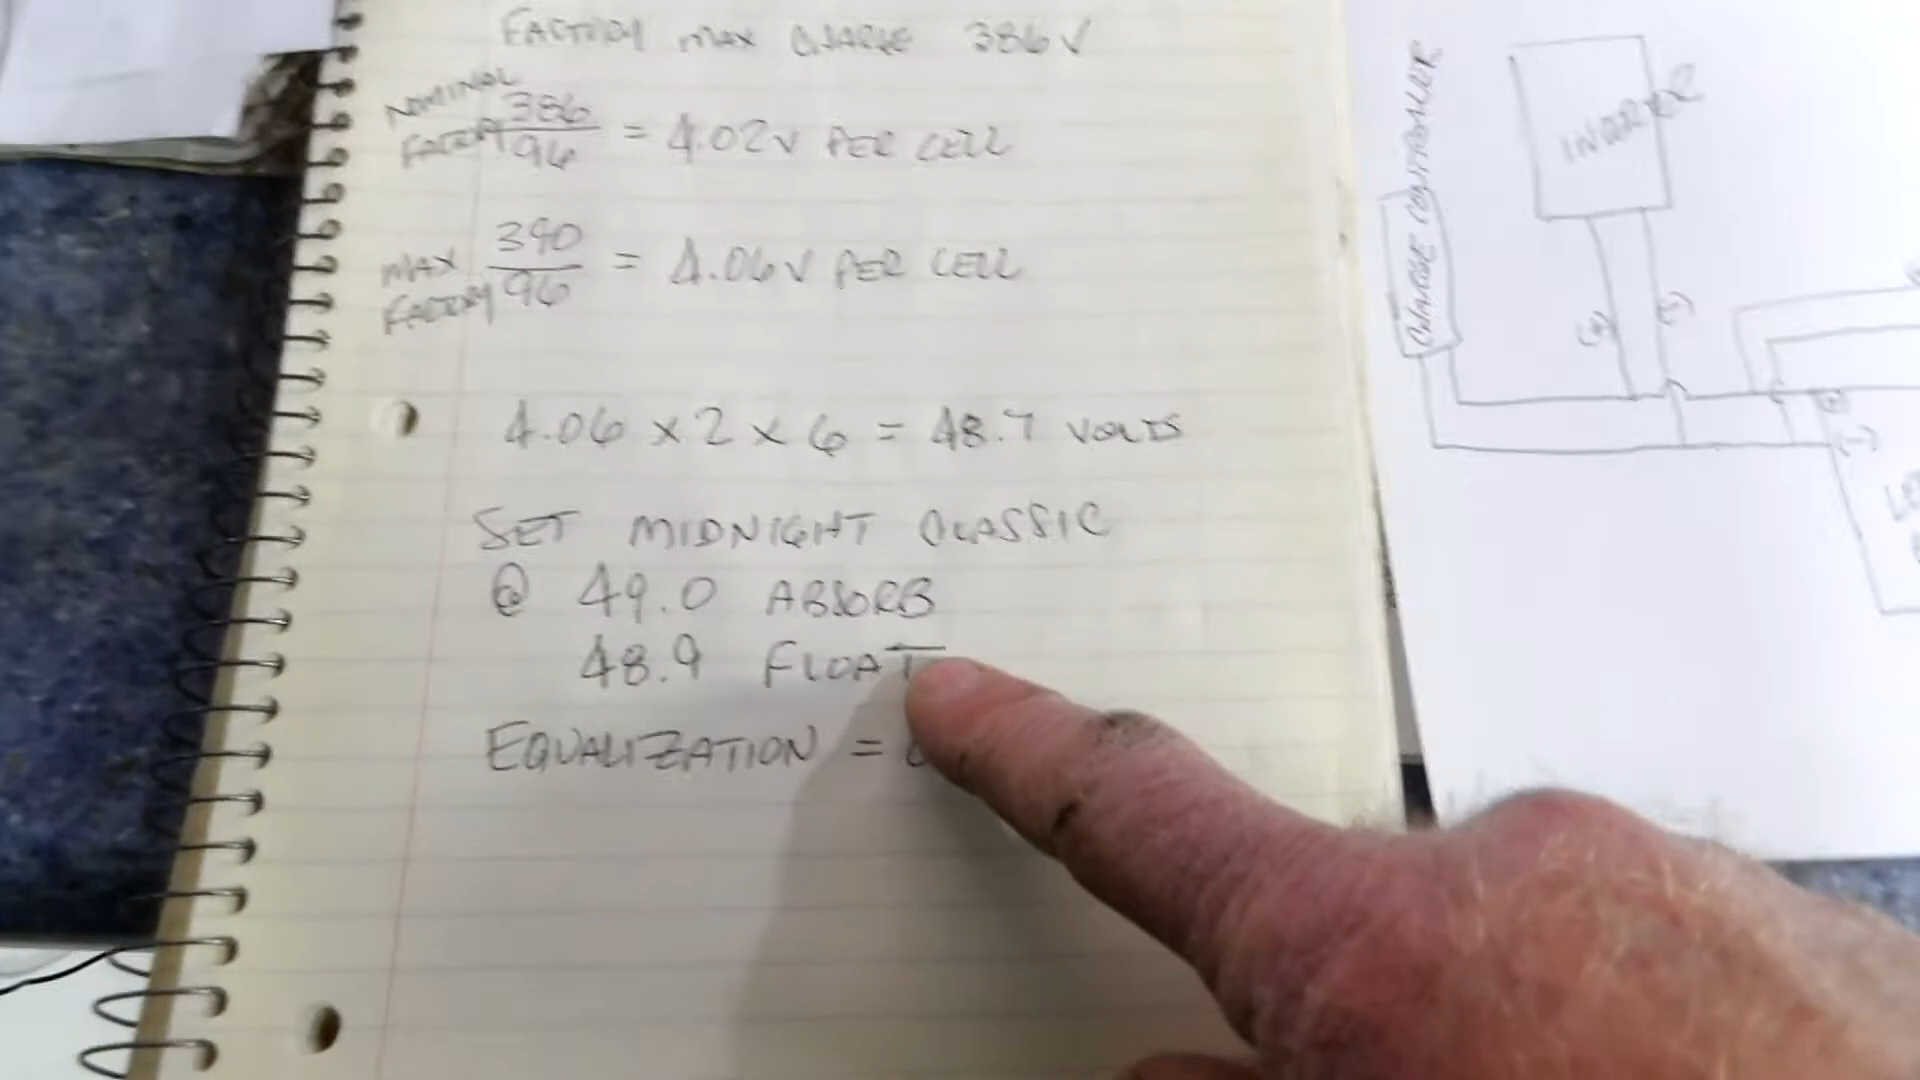 FACTORY MAX CHARGE 386V
NOMINAL
FACTORY 386/96 = 4.02V PER CELL
MAX
FACTORY 390/96 = 4.06V PER CELL
4.06 x 2 x 6 = 48.7 VOLTS
SET MIDNIGHT CLASSIC
@ 49.0 ABSORB
48.9 FLOAT
EQUALIZATION =
CHARGE CONTROLLER
INVERTER
(+)
(-)
(+)
(-)